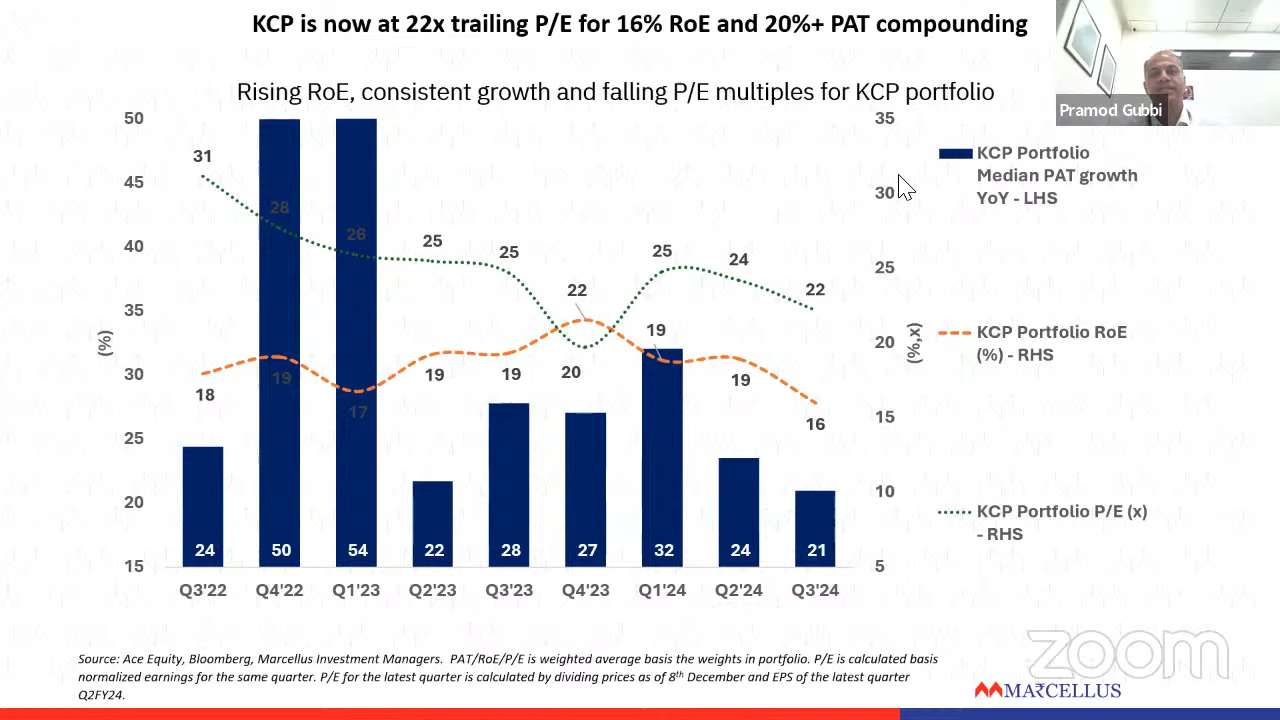 KCP is now at 22x trailing P/E for 16% RoE and 20%+ PAT compounding
Pramod Gubbi
Rising RoE, consistent growth and falling P/E multiples for KCP portfolio
50
45
40
35
30
25
20
15
(%)
31
28
26
25
25
22
25
24
22
18
19
17
19
19
20
19
19
16
24
50
54
22
28
27
32
24
21
Q3'22
Q4'22
Q1'23
Q2'23
Q3'23
Q4'23
Q1'24
Q2'24
Q3'24
35
30
25
20
15
10
5
(%,x)
KCP Portfolio
Median PAT growth
YoY - LHS
KCP Portfolio RoE
(%) - RHS
KCP Portfolio P/E (x)
- RHS
Source: Ace Equity, Bloomberg, Marcellus Investment Managers. PAT/RoE/P/E is weighted average basis the weights in portfolio. P/E is calculated basis
normalized earnings for the same quarter. P/E for the latest quarter is calculated by dividing prices as of 8th December and EPS of the latest quarter
Q2FY24.
zoom
MARCELLUS